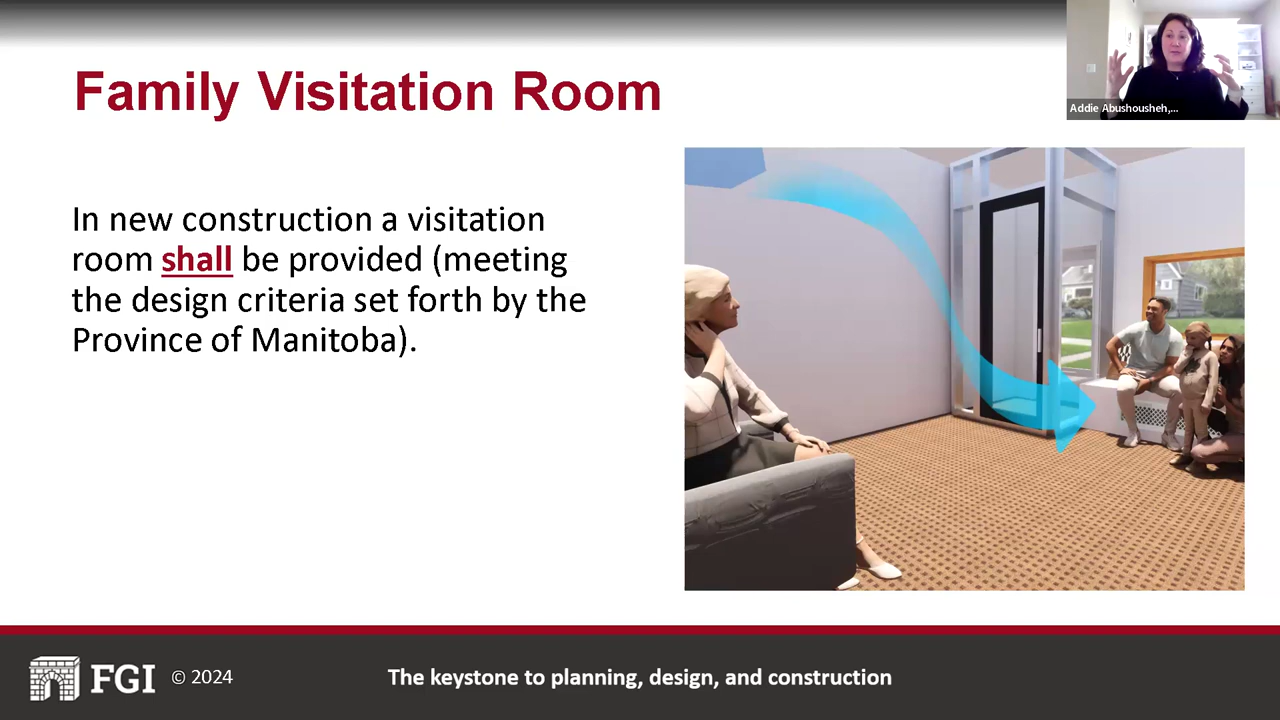 Family Visitation Room
Addie Abushousheh,...
In new construction a visitation
room shall be provided (meeting
the design criteria set forth by the
Province of Manitoba).
FGI © 2024
The keystone to planning, design, and construction